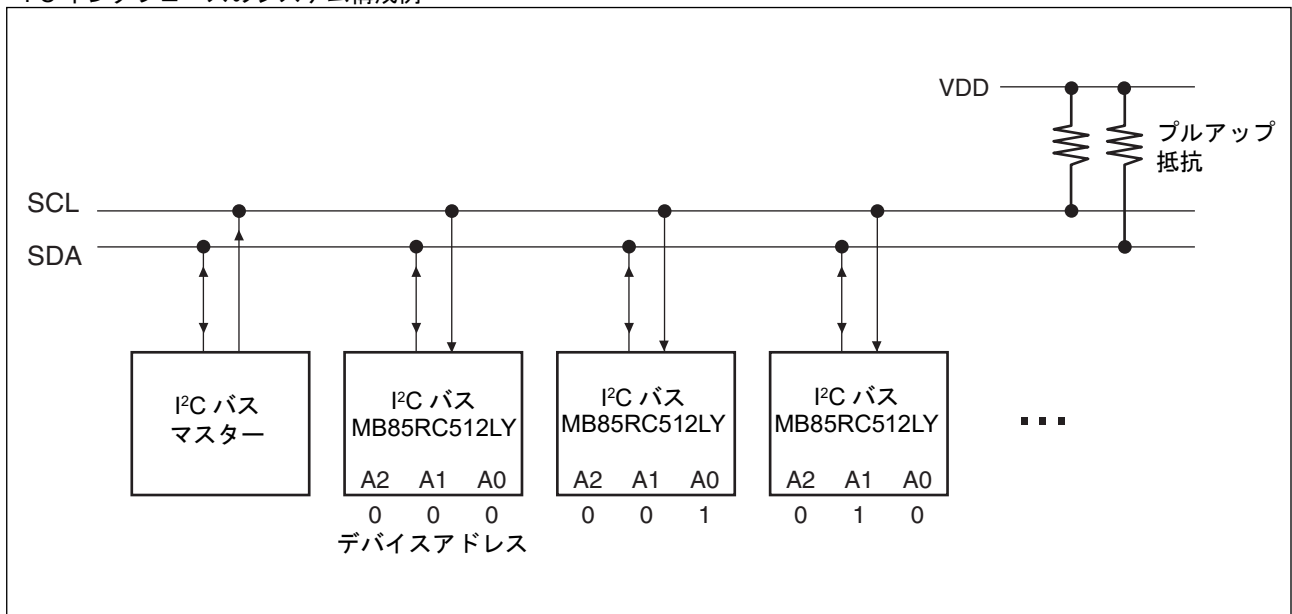 VDD
プルアップ
抵抗
SCL
SDA
I²C バス
マスター
I²C バス
MB85RC512LY
A2 A1 A0
0 0 0
デバイスアドレス
I²C バス
MB85RC512LY
A2 A1 A0
0 0 1
I²C バス
MB85RC512LY
A2 A1 A0
0 1 0
...